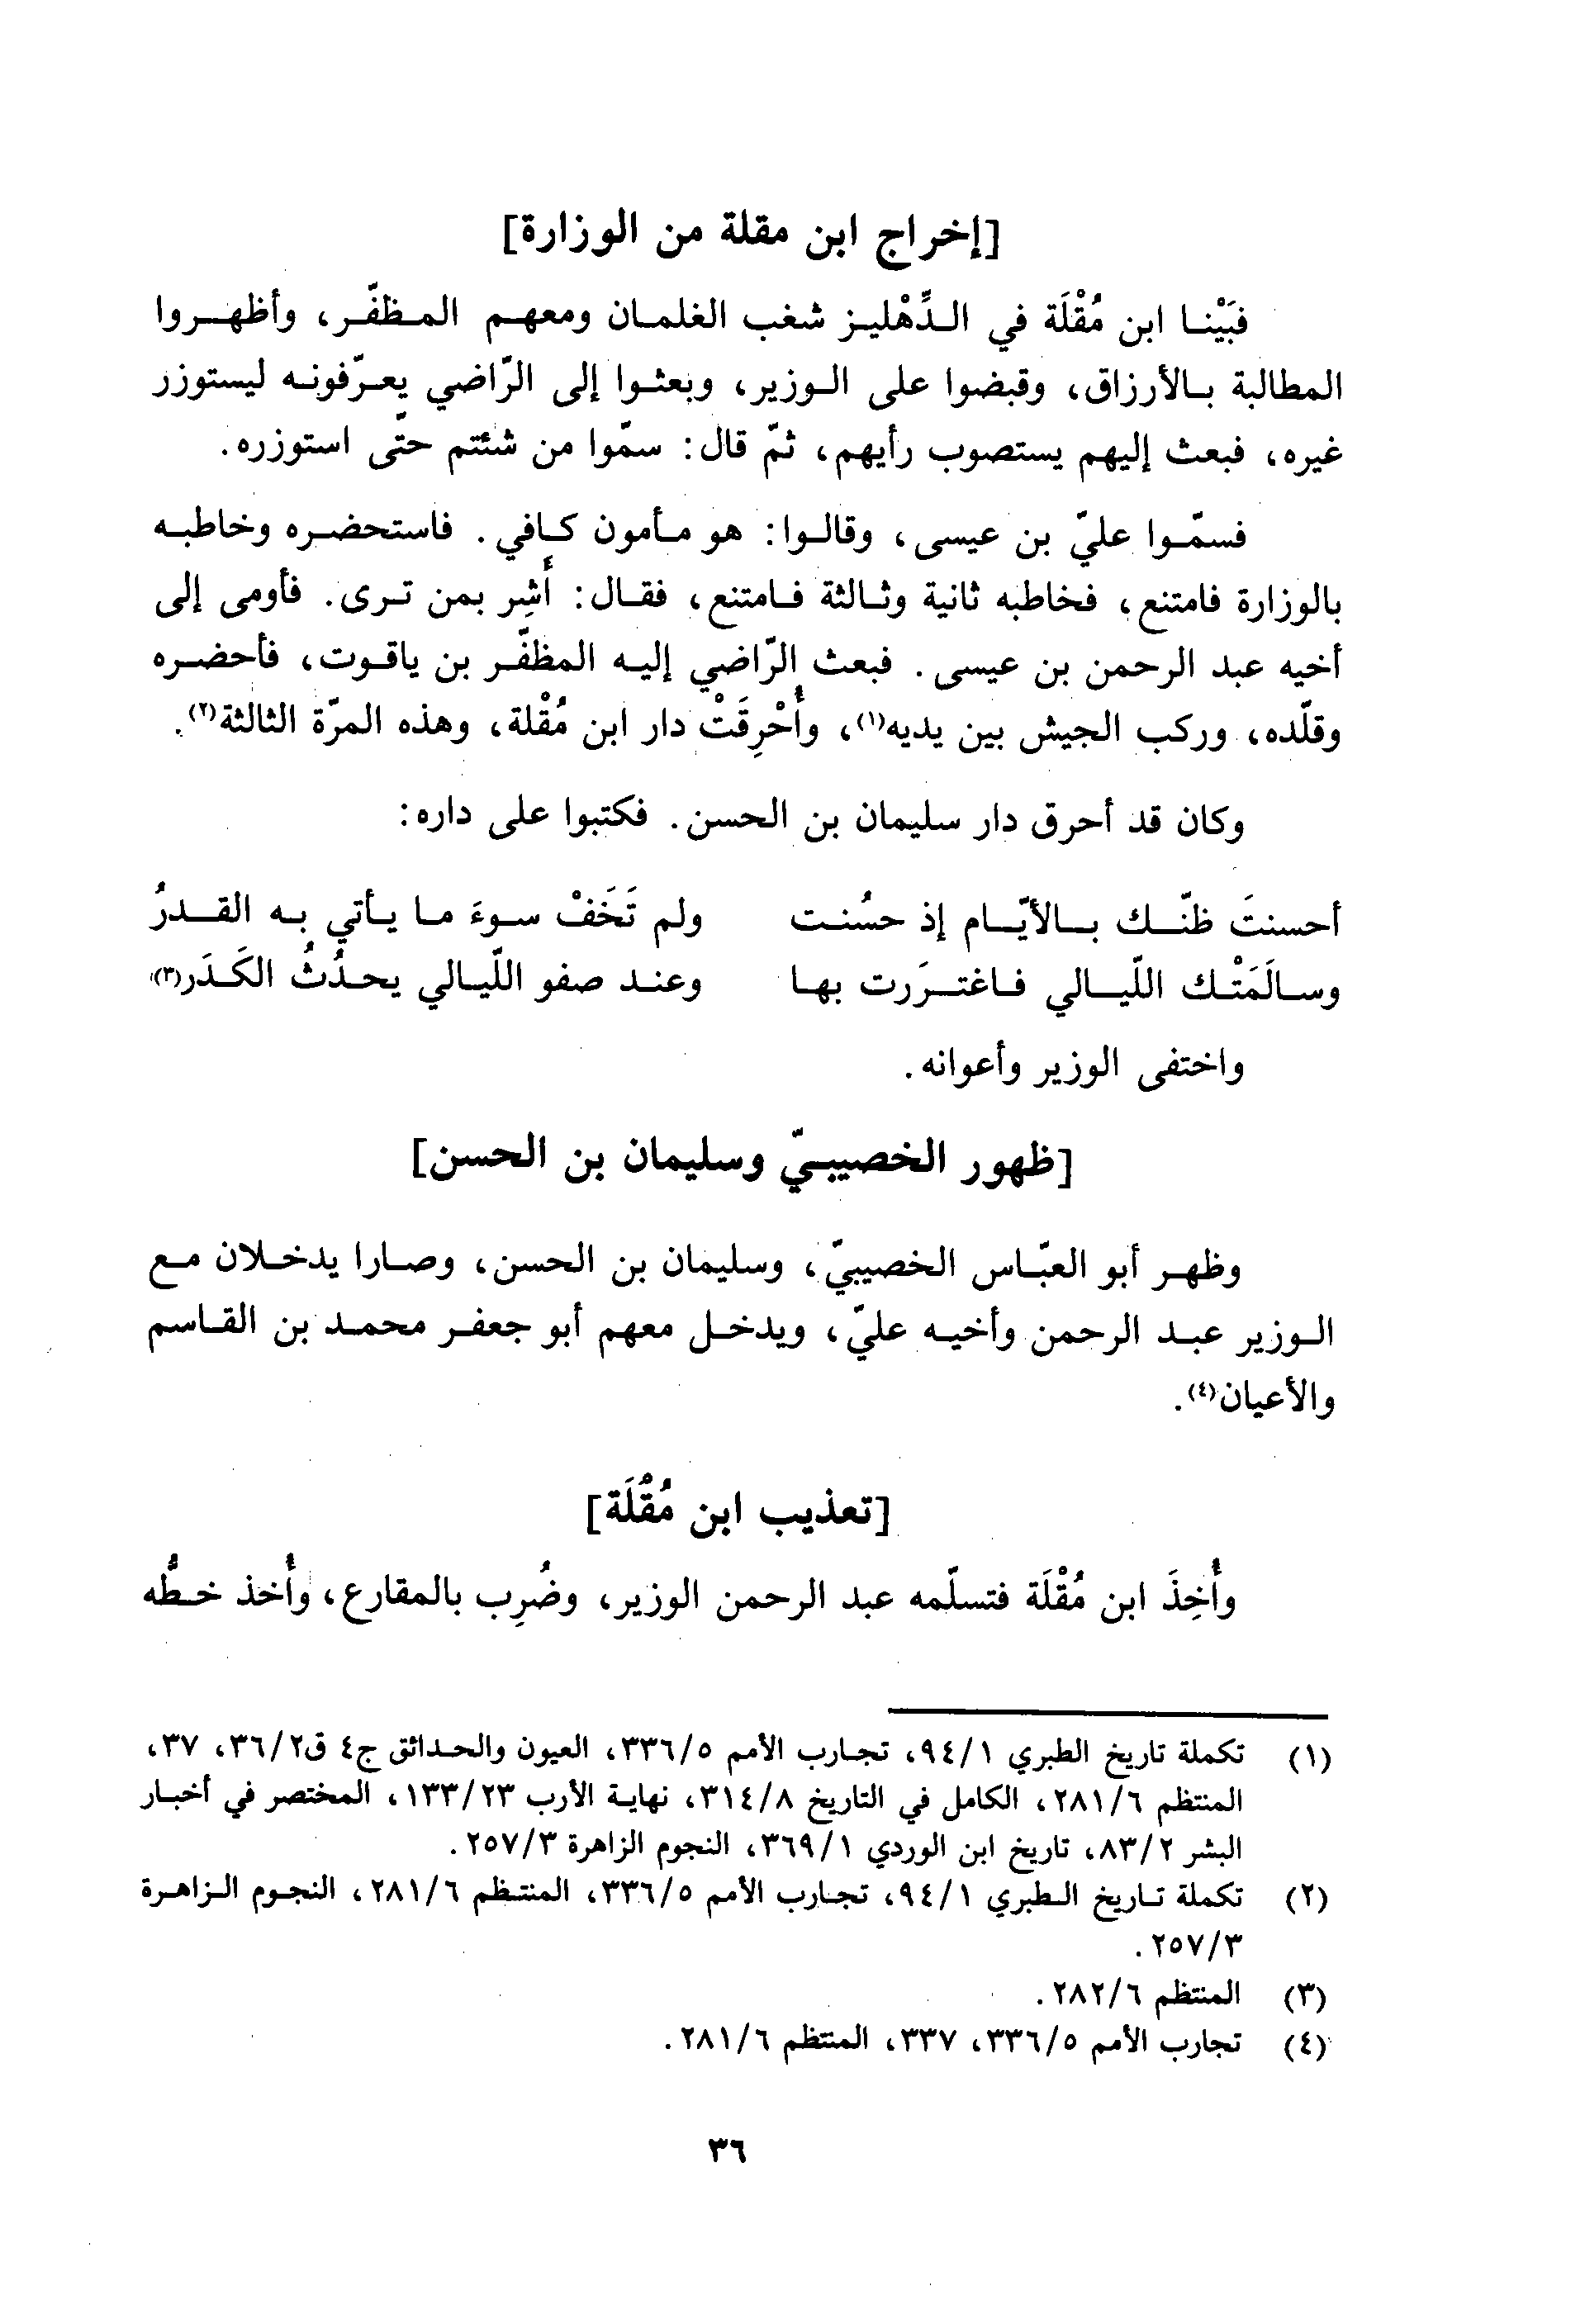 [إخراج ابن مقلة من الوزارة]
فبَيْنا ابن مُقْلَة في الدِّهْليز شغب الغلمان ومعهم المظفّر، وأظهروا
المطالبة بالأرزاق، وقبضوا على الوزير، وبعثوا إلى الرّاضي يعرّفونه ليستوزر
غيره، فبعث إليهم يستصوب رأيهم، ثمّ قال: سمّوا من شئتم حتّى استوزره.
فسمّوا عليّ بن عيسى، وقالوا: هو مأمون كافي. فاستحضره وخاطبه
بالوزارة فامتنع، فخاطبه ثانية وثالثة فامتنع، فقال: أَشِر بمن ترى. فأومى إلى
أخيه عبد الرحمن بن عيسى. فبعث الرّاضي إليه المظفّر بن ياقوت، فأحضره
وقلّده، وركب الجيش بين يديه(١)، وأُحْرِقَتْ دار ابن مُقْلة، وهذه المرّة الثالثة(٢).
وكان قد أحرق دار سليمان بن الحسن. فكتبوا على داره:
أحسنتَ ظنّك بالأيّام إذ حسُنت ولم تَخَفْ سوءَ ما يأتي به القدرُ
وسالَمَتْك اللّيالي فاغتَررت بها وعند صفو اللّيالي يحدُثُ الكَدَر(٣)
واختفى الوزير وأعوانه.
[ظهور الخصيبيّ وسليمان بن الحسن]
وظهر أبو العبّاس الخصيبيّ، وسليمان بن الحسن، وصارا يدخلان مع
الوزير عبد الرحمن وأخيه عليّ، ويدخل معهم أبو جعفر محمد بن القاسم
والأعيان(٤).
[تعذيب ابن مُقْلَة]
وأُخِذَ ابن مُقْلَة فتسلّمه عبد الرحمن الوزير، وضُرِب بالمقارع، وأُخذ خطُّه
(١) تكملة تاريخ الطبري ٩٤/١، تجارب الأمم ٣٣٦/٥، العيون والحدائق ج٤ ق٣٦/٢، ٣٧،
المنتظم ٢٨١/٦، الكامل في التاريخ ٣١٤/٨، نهاية الأرب ١٣٣/٢٣، المختصر في أخبار
البشر ٨٣/٢، تاريخ ابن الوردي ٣٦٩/١، النجوم الزاهرة ٢٥٧/٣.
(٢) تكملة تاريخ الطبري ٩٤/١، تجارب الأمم ٣٣٦/٥، المنتظم ٢٨١/٦، النجوم الزاهرة
٢٥٧/٣.
(٣) المنتظم ٢٨٢/٦.
(٤) تجارب الأمم ٣٣٦/٥، ٣٣٧، المنتظم ٢٨١/٦.
٣٦